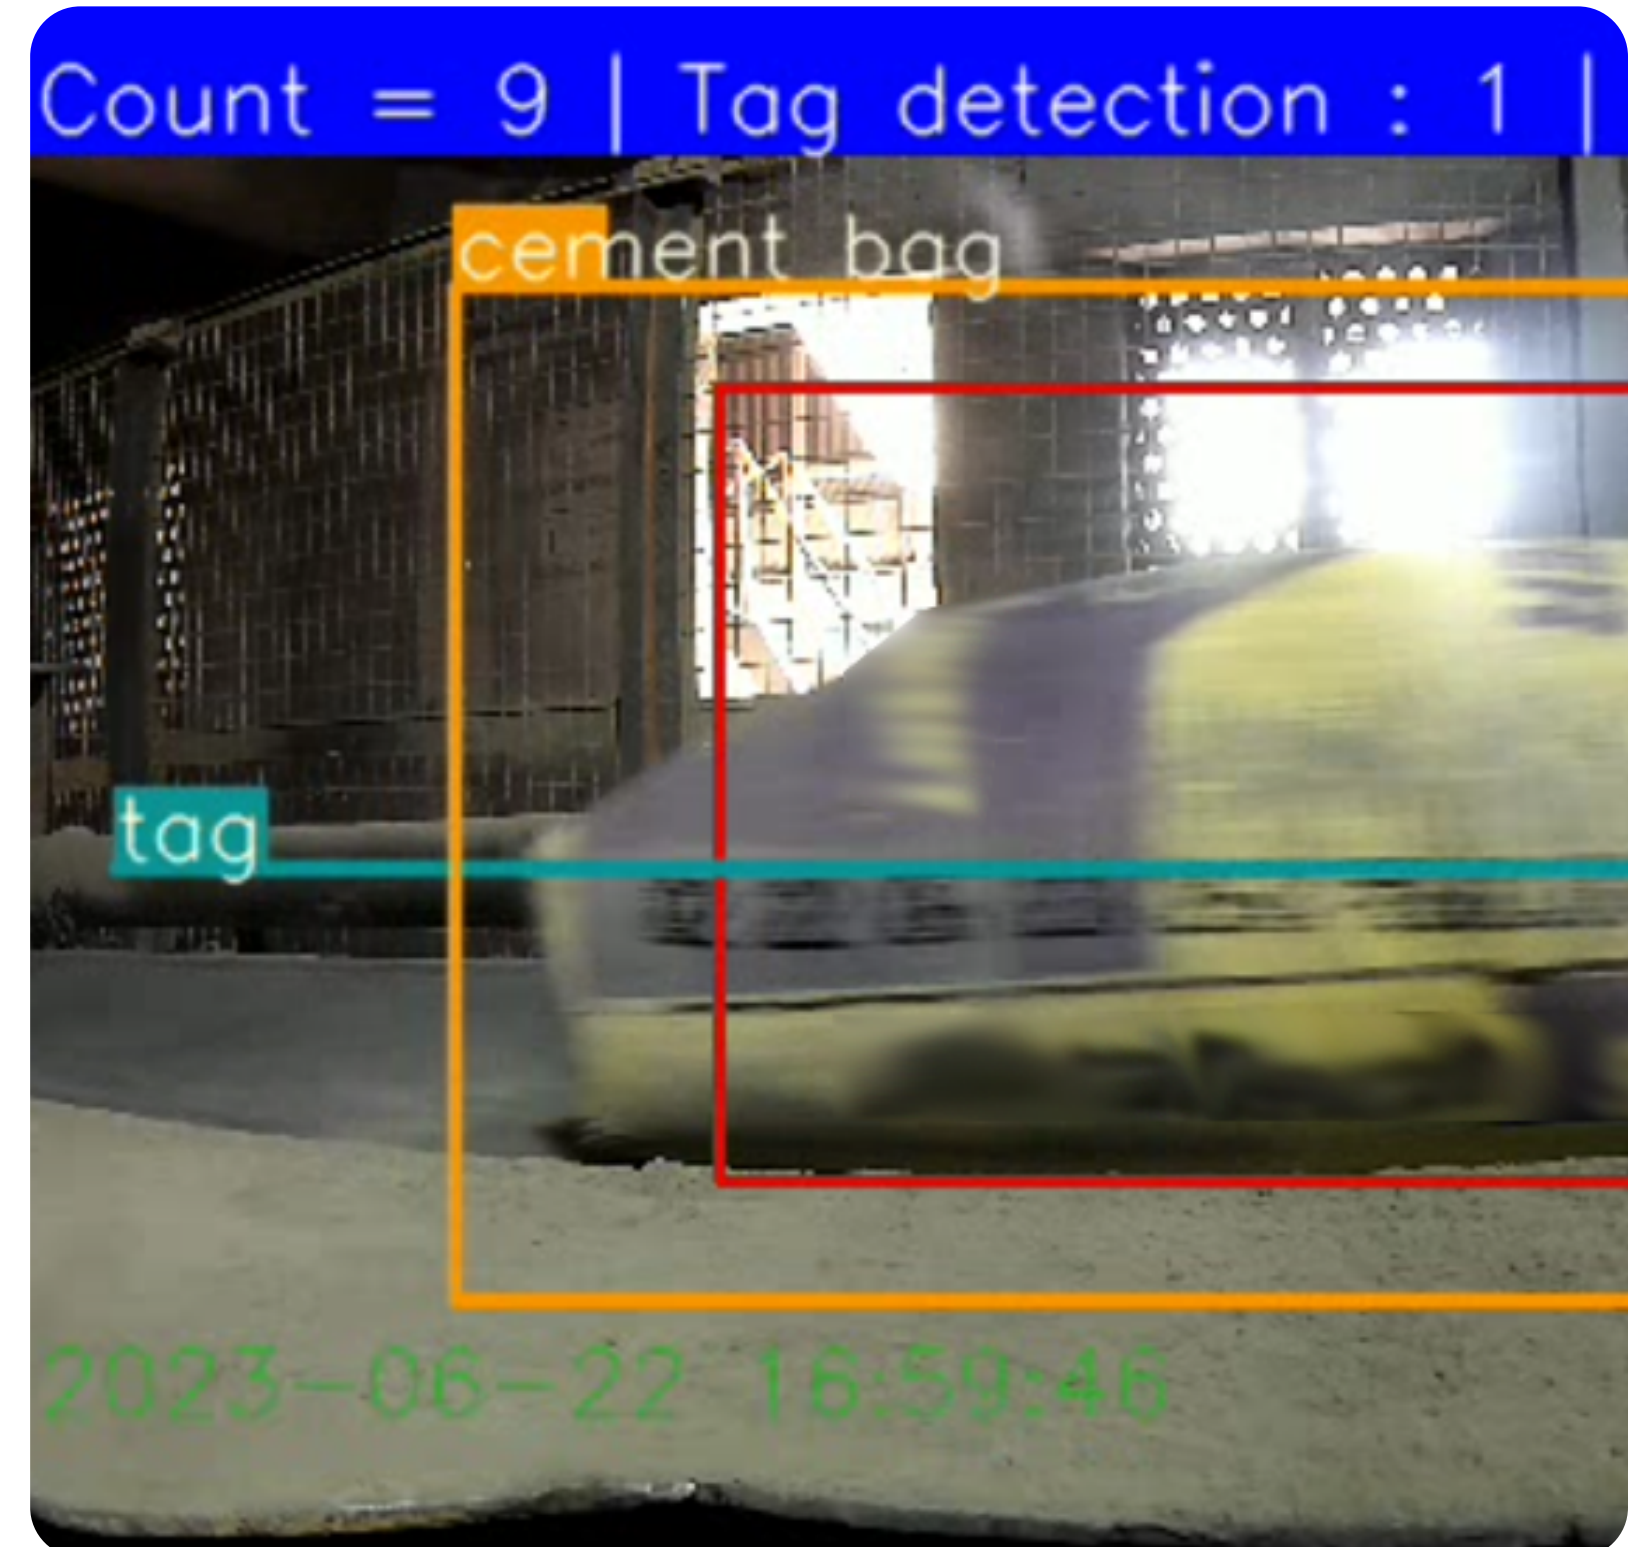 Count = 9 | Tag detection : 1 |
cement bag
tag
2023-06-22 16:59:46